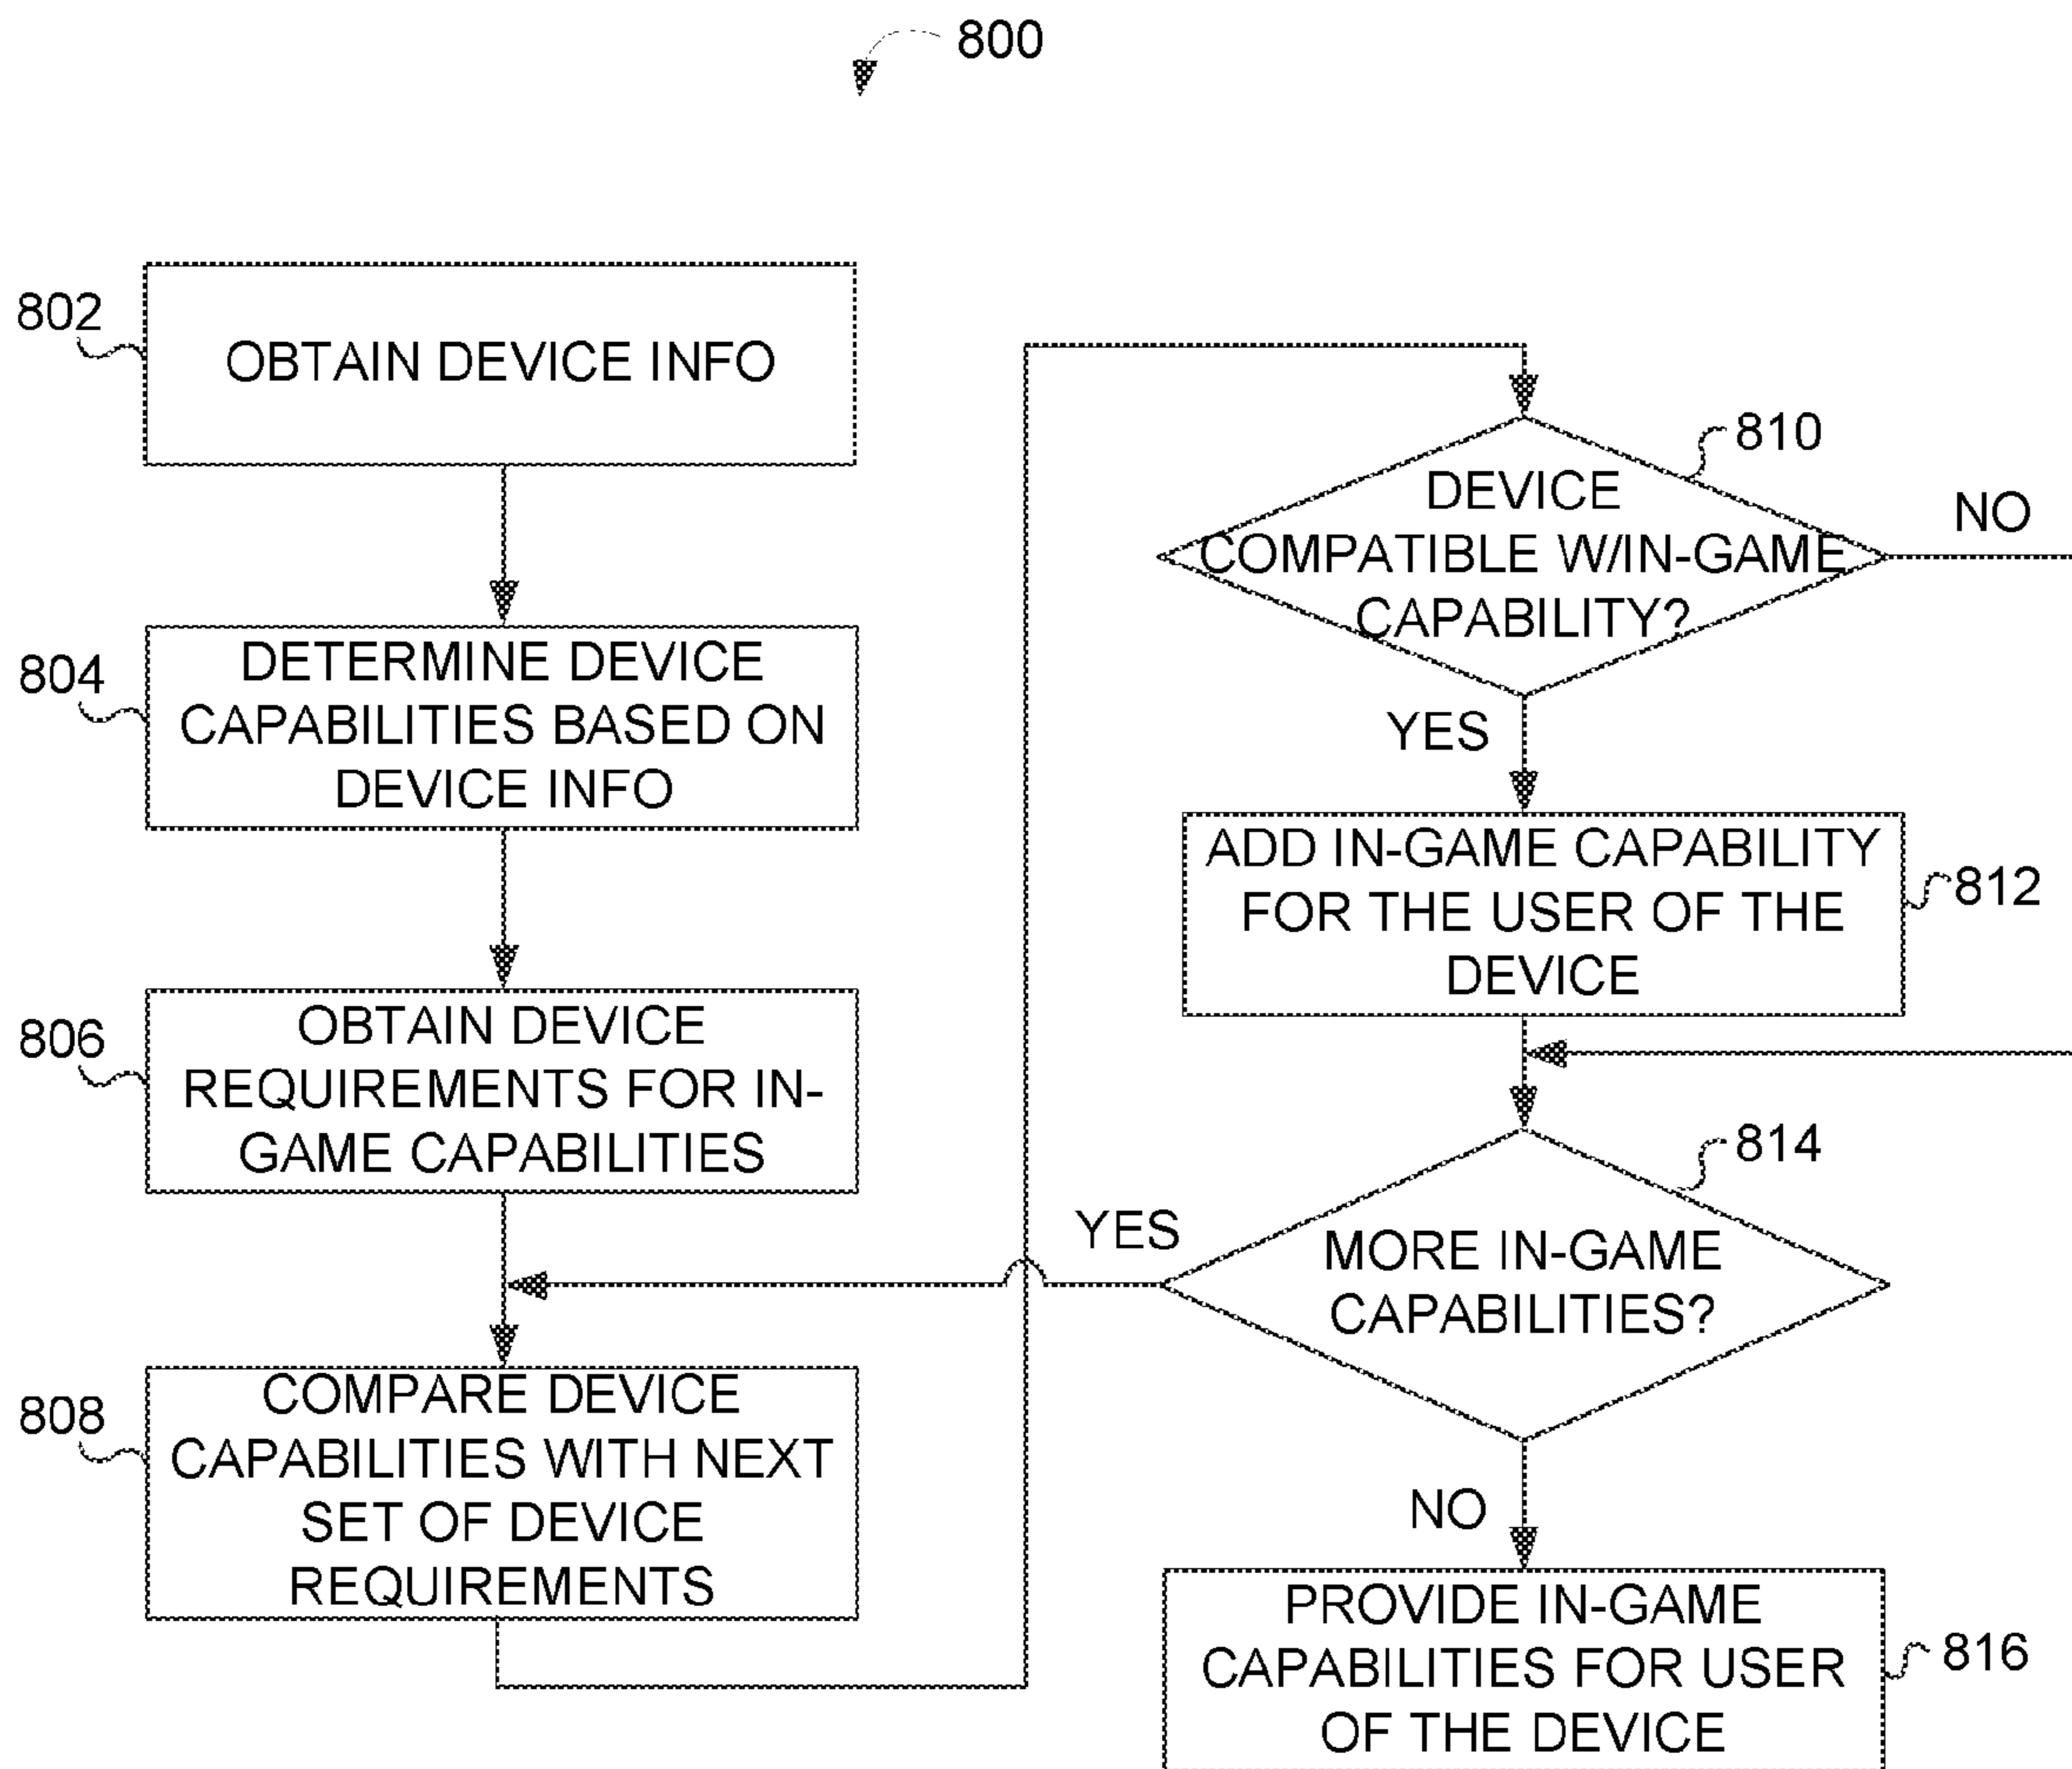 800
802
OBTAIN DEVICE INFO
804
DETERMINE DEVICE
CAPABILITIES BASED ON
DEVICE INFO
806
OBTAIN DEVICE
REQUIREMENTS FOR IN-
GAME CAPABILITIES
808
COMPARE DEVICE
CAPABILITIES WITH NEXT
SET OF DEVICE
REQUIREMENTS
810
DEVICE
COMPATIBLE W/IN-GAME
CAPABILITY?
NO
YES
ADD IN-GAME CAPABILITY
FOR THE USER OF THE
DEVICE
812
814
MORE IN-GAME
CAPABILITIES?
YES
NO
PROVIDE IN-GAME
CAPABILITIES FOR USER
OF THE DEVICE
816